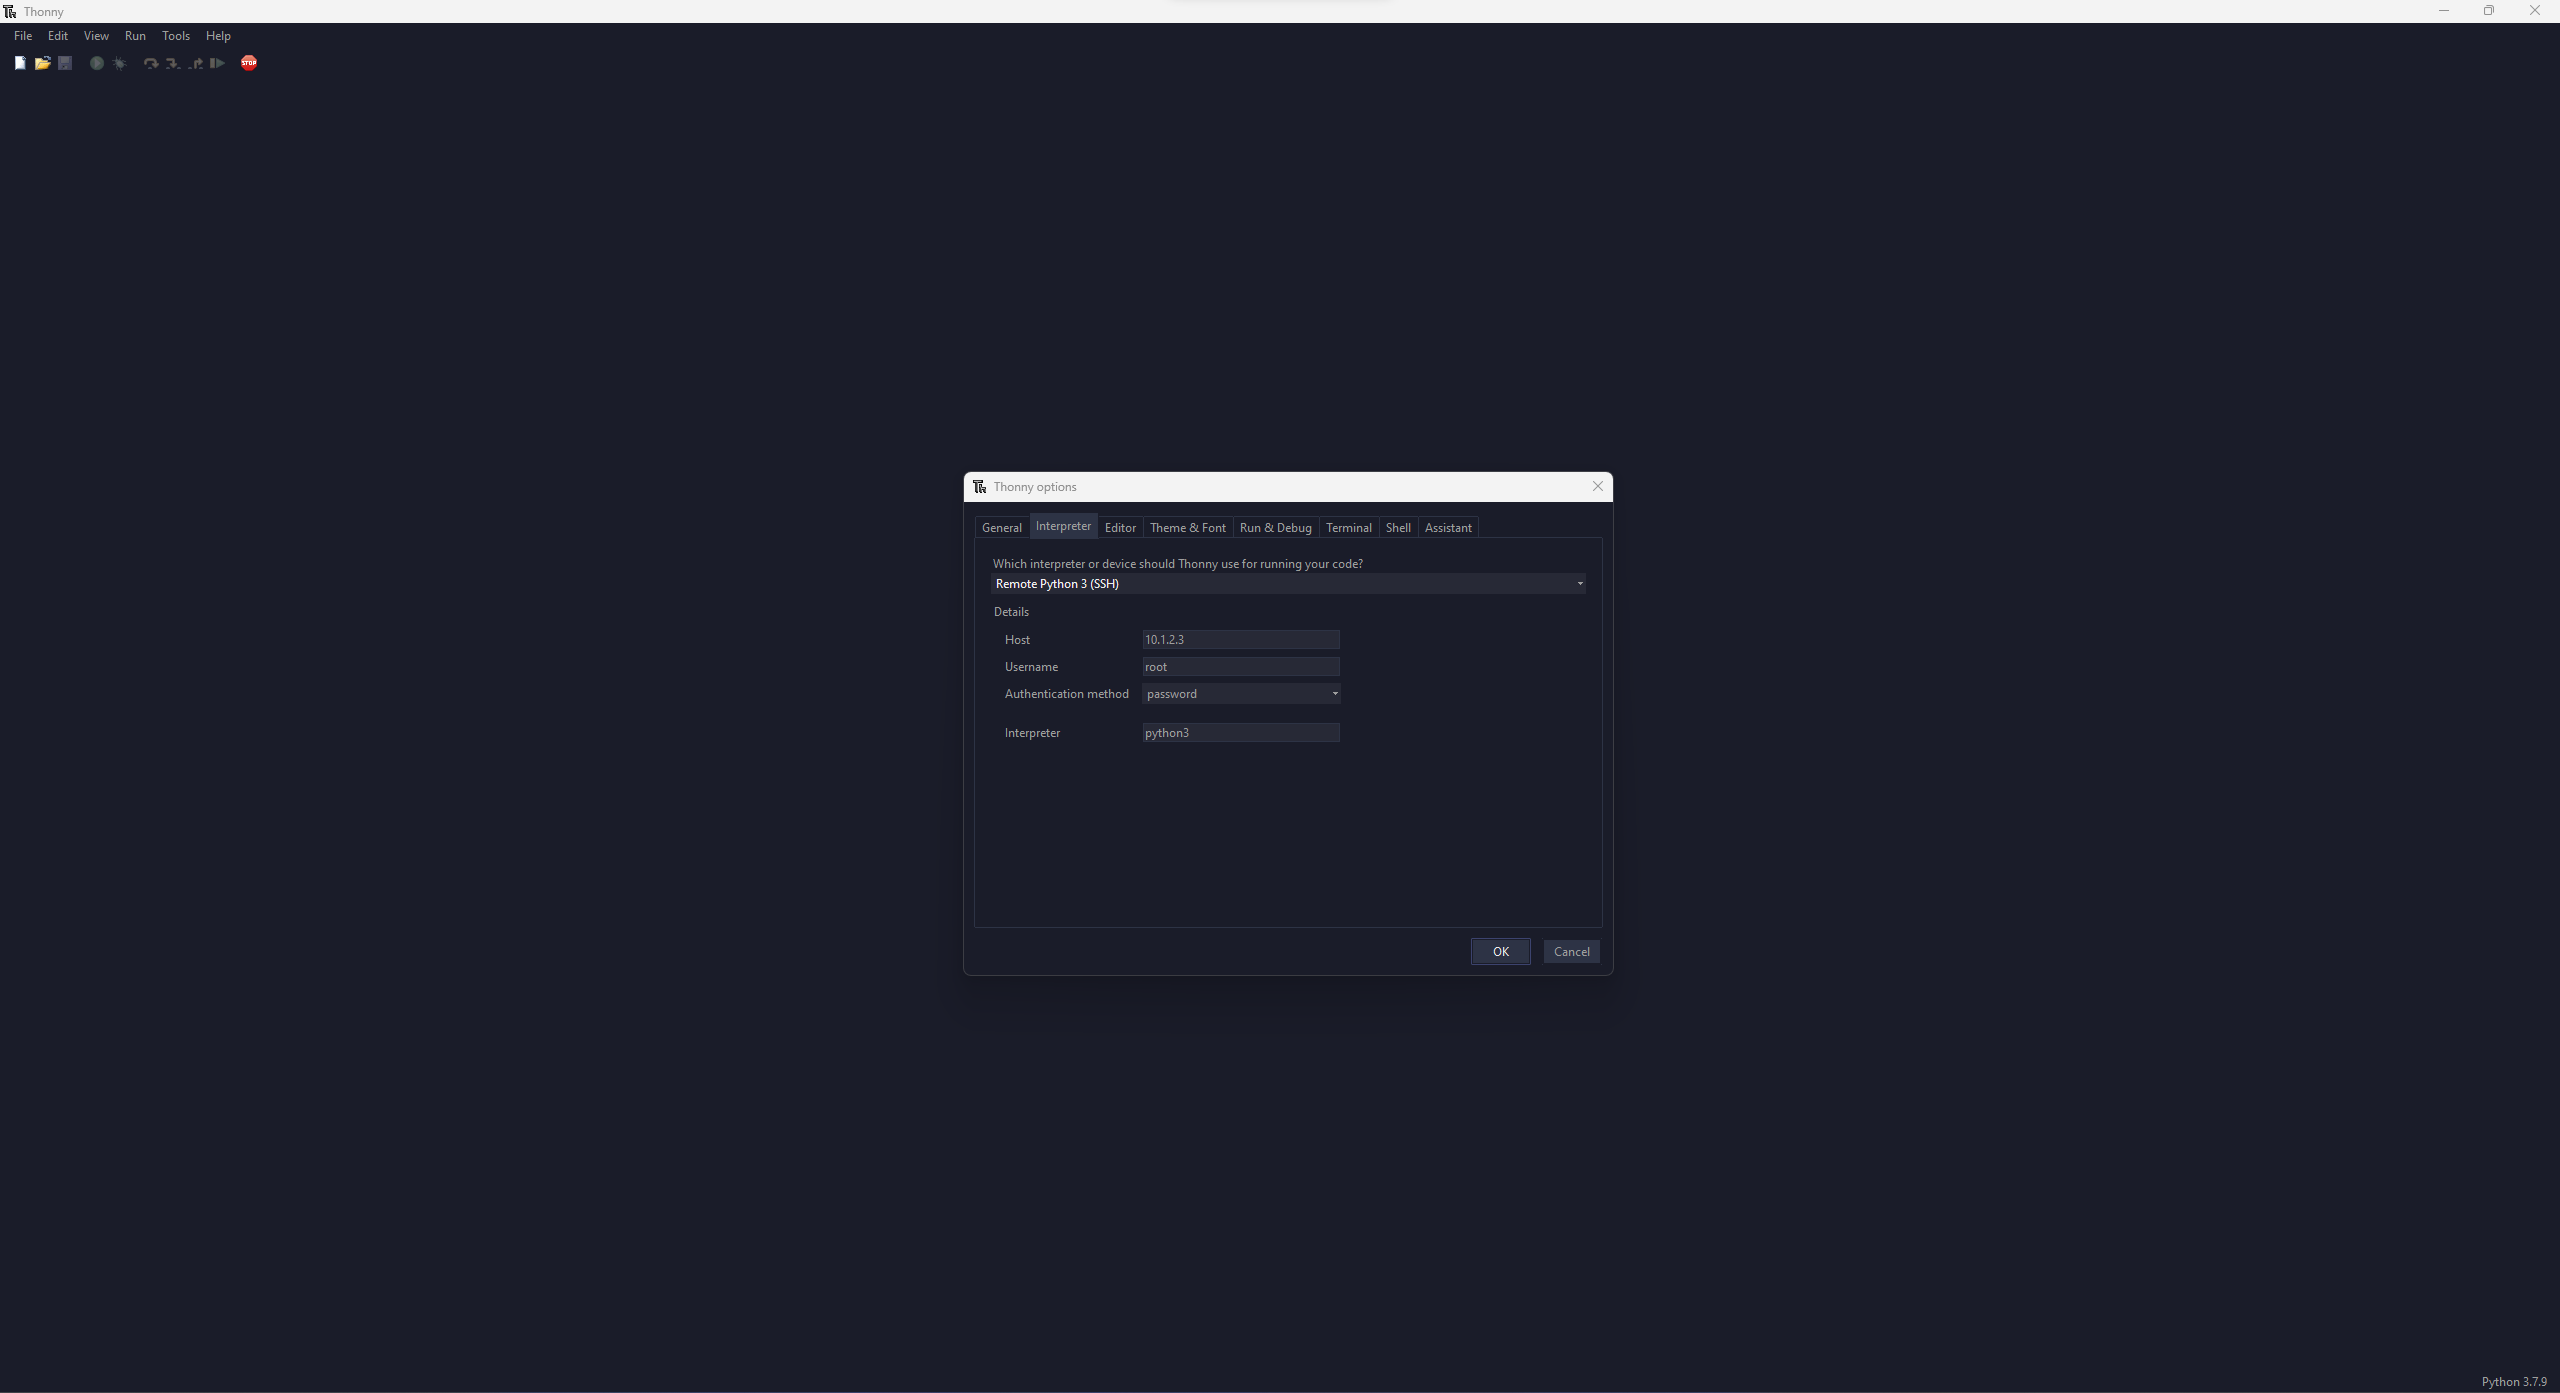 Thonny
File Edit View Run Tools Help
STOP
Thonny options
General Interpreter Editor Theme & Font Run & Debug Terminal Shell Assistant
Which interpreter or device should Thonny use for running your code?
Remote Python 3 (SSH)
Details
Host 10.1.2.3
Username root
Authentication method password
Interpreter python3
OK Cancel
Python 3.7.9